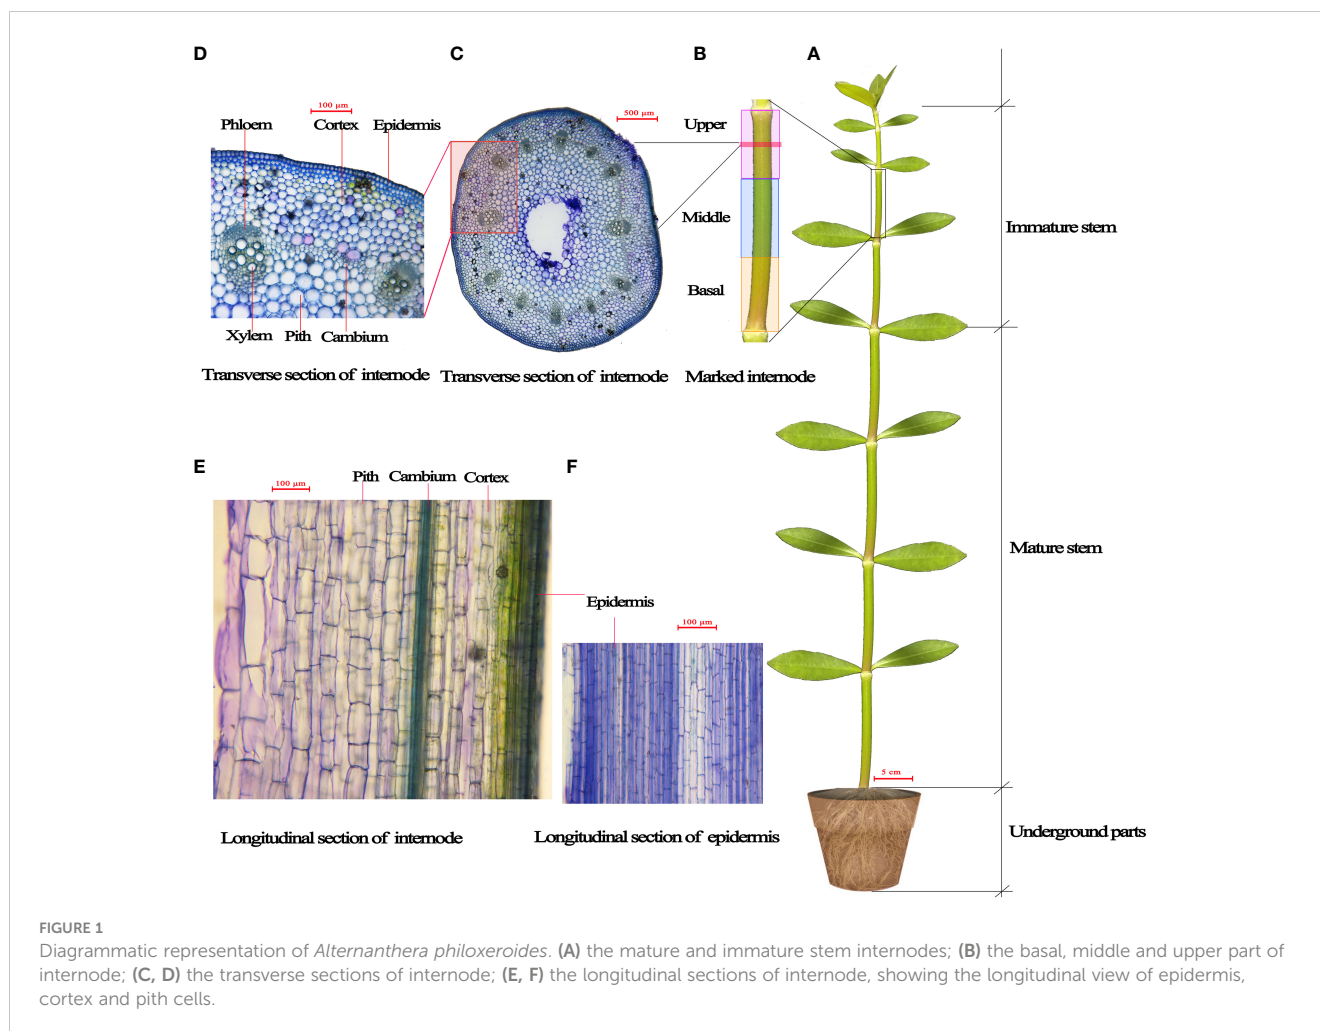 D
C
B
A
100 μm
500 μm
Phloem
Cortex
Epidermis
Upper
Middle
Basal
Immature stem
Xylem
Pith
Cambium
Transverse section of internode
Transverse section of internode
Marked internode
E
F
Pith
Cambium
Cortex
100 μm
Epidermis
100 μm
Mature stem
5 cm
Underground parts
Longitudinal section of internode
Longitudinal section of epidermis
FIGURE 1
Diagrammatic representation of Alternanthera philoxeroides. (A) the mature and immature stem internodes; (B) the basal, middle and upper part of
internode; (C, D) the transverse sections of internode; (E, F) the longitudinal sections of internode, showing the longitudinal view of epidermis,
cortex and pith cells.